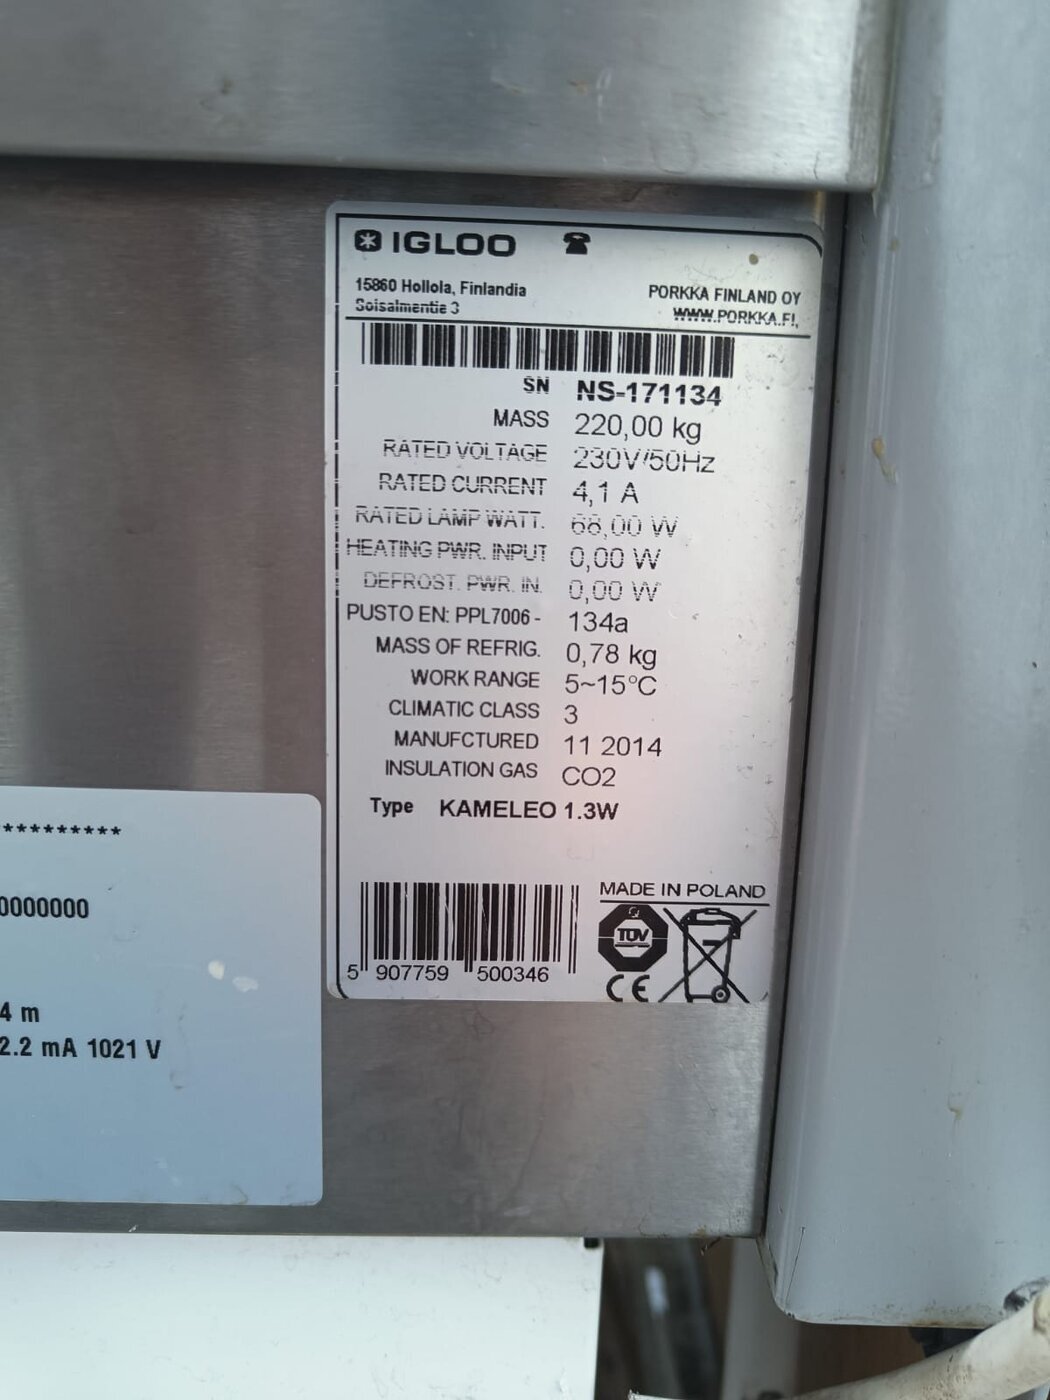 IGLOO
15860 Hollola, Finlandia
Soisalmentie 3
PORKKA FINLAND OY
WWW.PORKKA.FI,
SN NS-171134
MASS 220,00 kg
RATED VOLTAGE 230V/50Hz
RATED CURRENT 4,1 A
RATED LAMP WATT. 68,00 W
HEATING PWR. INPUT 0,00 W
DEFROST. PWR. IN. 0,00 W
PUSTO EN: PPL7006 - 134a
MASS OF REFRIG. 0,78 kg
WORK RANGE 5~15°C
CLIMATIC CLASS 3
MANUFCTURED 11 2014
INSULATION GAS CO2
Type KAMELEO 1.3W
MADE IN POLAND
TÜV
CE
5 907759 500346
*********
0000000
4 m
2.2 mA 1021 V